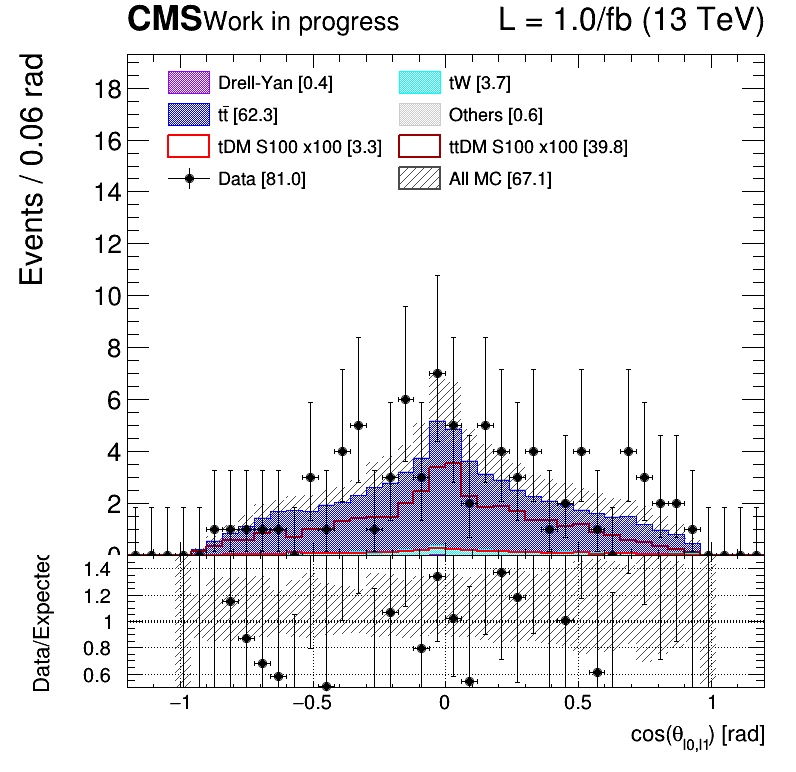 CMS Work in progress L = 1.0/fb (13 TeV)
Events / 0.06 rad
18
16
14
12
10
8
6
4
2
0
Drell-Yan [0.4] tW [3.7]
tt̄ [62.3] Others [0.6]
tDM S100 x100 [3.3] ttDM S100 x100 [39.8]
Data [81.0] All MC [67.1]
Data/Expected
1.4
1.2
1
0.8
0.6
−1 −0.5 0 0.5 1
cos(θ_{l0,l1}) [rad]